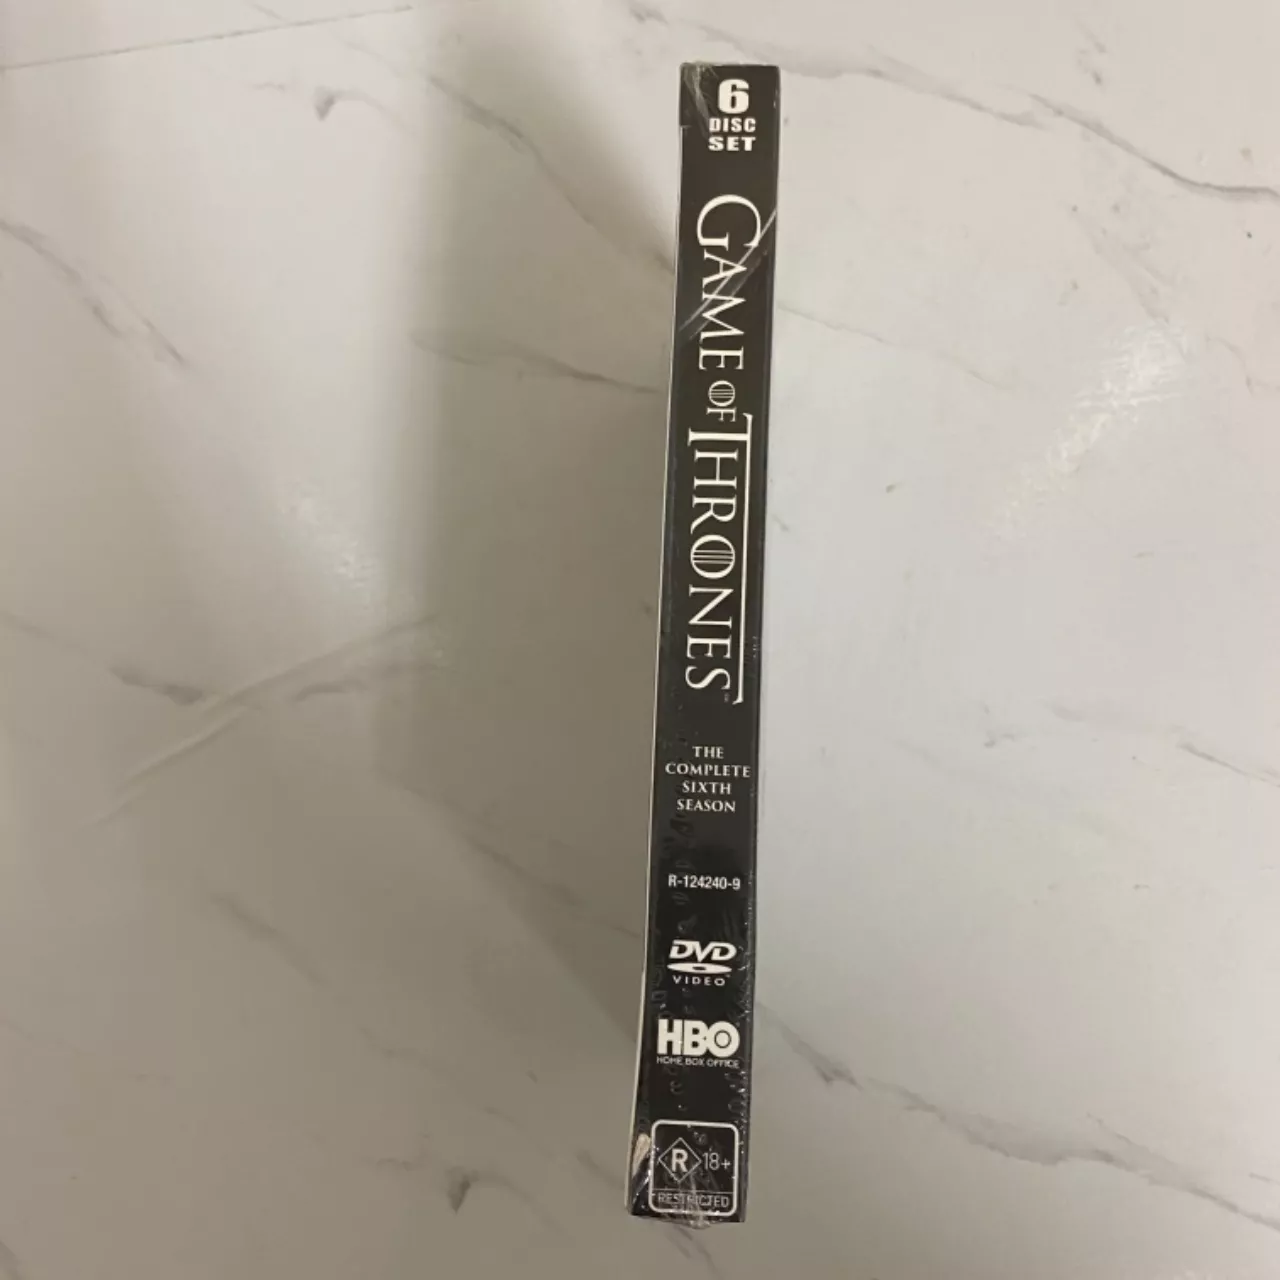 6
DISC
SET
GAME OF THRONES™
THE
COMPLETE
SIXTH
SEASON
R-124240-9
DVD
VIDEO
HBO
HOME BOX OFFICE
R 18+
RESTRICTED